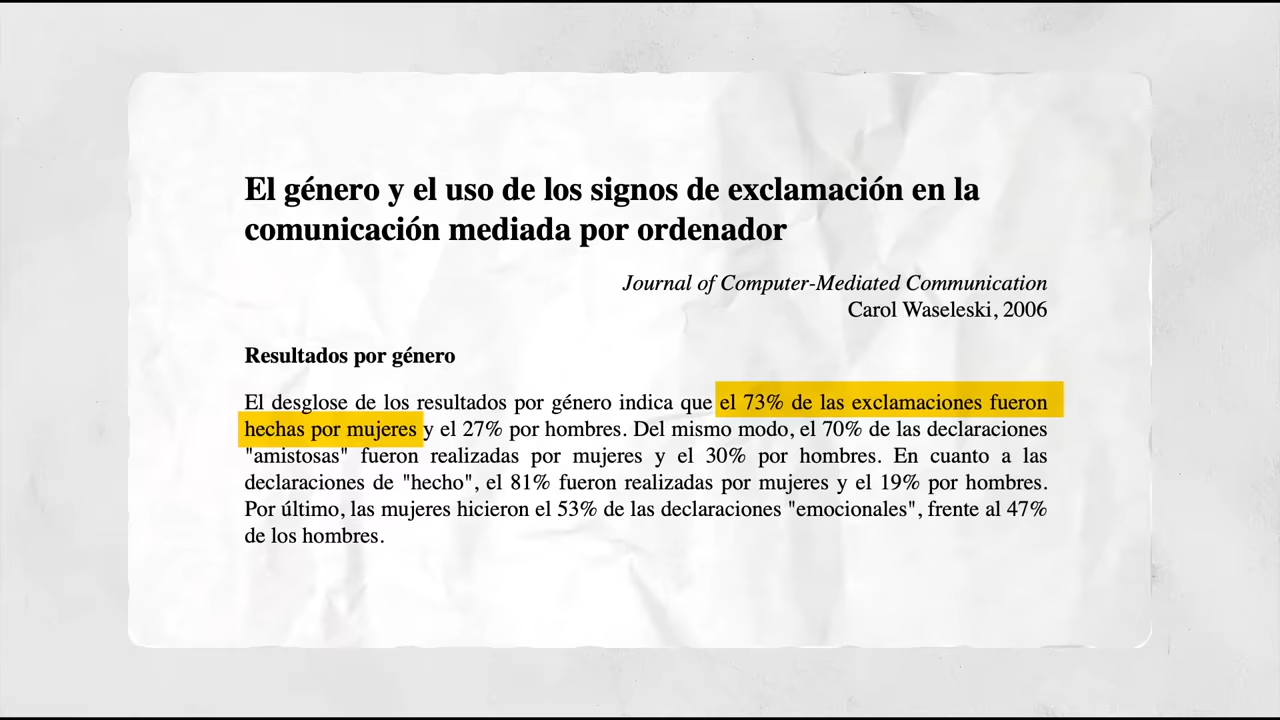 El género y el uso de los signos de exclamación en la
comunicación mediada por ordenador
Journal of Computer-Mediated Communication
Carol Waseleski, 2006
Resultados por género
El desglose de los resultados por género indica que el 73% de las exclamaciones fueron
hechas por mujeres y el 27% por hombres. Del mismo modo, el 70% de las declaraciones
"amistosas" fueron realizadas por mujeres y el 30% por hombres. En cuanto a las
declaraciones de "hecho", el 81% fueron realizadas por mujeres y el 19% por hombres.
Por último, las mujeres hicieron el 53% de las declaraciones "emocionales", frente al 47%
de los hombres.